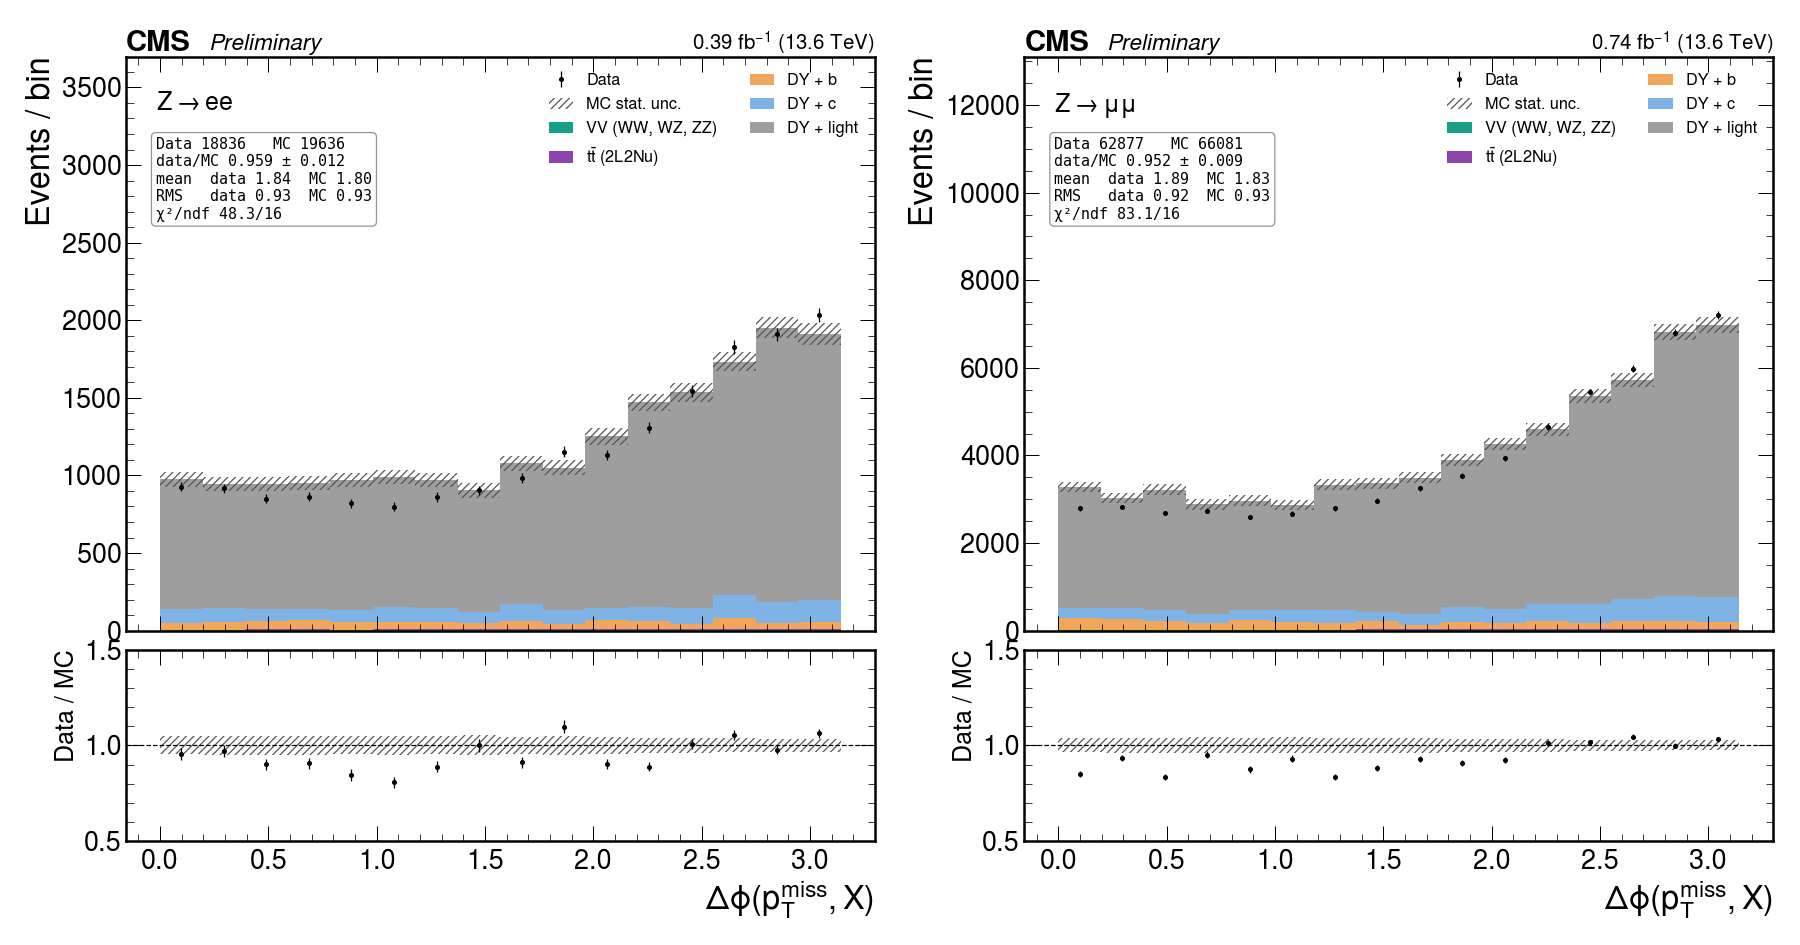 CMS Preliminary 0.39 fb⁻¹ (13.6 TeV)
Events / bin
3500
3000
2500
2000
1500
1000
500
0
Z → ee
Data 18836 MC 19636
data/MC 0.959 ± 0.012
mean data 1.84 MC 1.80
RMS data 0.93 MC 0.93
χ²/ndf 48.3/16
Data
MC stat. unc.
VV (WW, WZ, ZZ)
tt̄ (2L2Nu)
DY + b
DY + c
DY + light
Data / MC
1.5
1.0
0.5
0.0 0.5 1.0 1.5 2.0 2.5 3.0
Δϕ(p_T^miss, X)
CMS Preliminary 0.74 fb⁻¹ (13.6 TeV)
Events / bin
12000
10000
8000
6000
4000
2000
0
Z → μμ
Data 62877 MC 66081
data/MC 0.952 ± 0.009
mean data 1.89 MC 1.83
RMS data 0.92 MC 0.93
χ²/ndf 83.1/16
Data
MC stat. unc.
VV (WW, WZ, ZZ)
tt̄ (2L2Nu)
DY + b
DY + c
DY + light
Data / MC
1.5
1.0
0.5
0.0 0.5 1.0 1.5 2.0 2.5 3.0
Δϕ(p_T^miss, X)